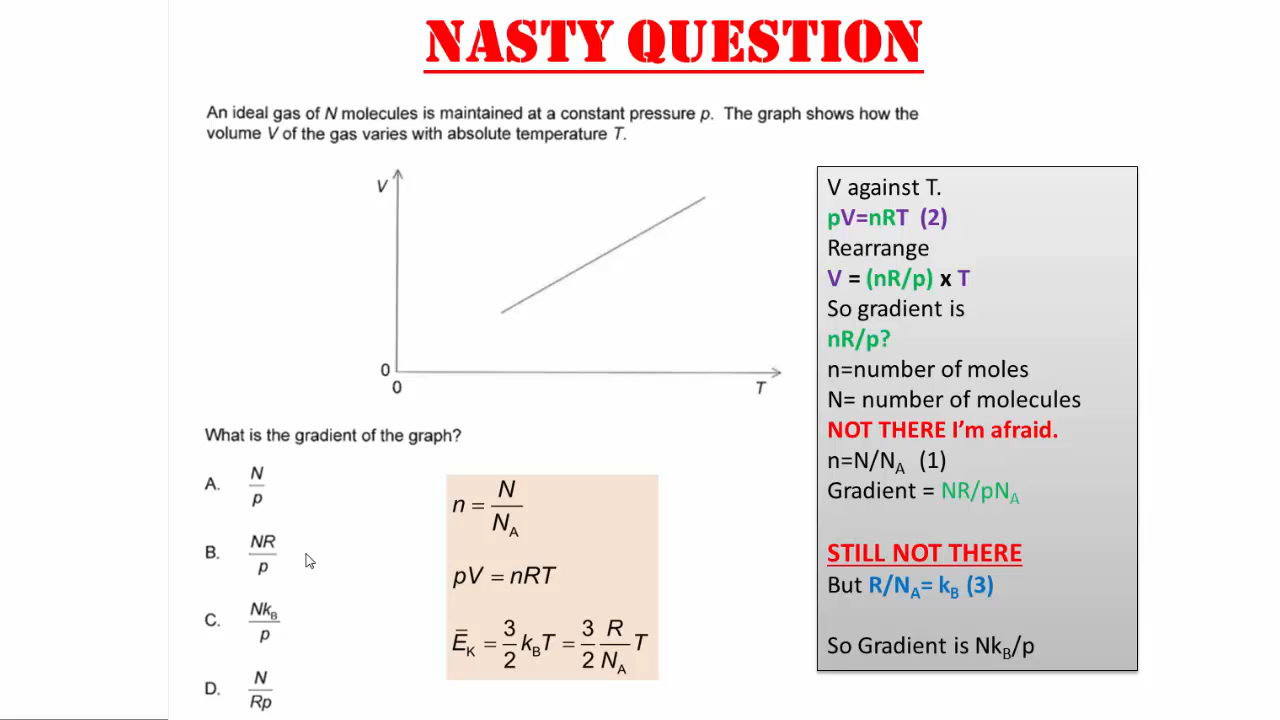 NASTY QUESTION
An ideal gas of N molecules is maintained at a constant pressure p. The graph shows how the
volume V of the gas varies with absolute temperature T.
V
0
0
T
What is the gradient of the graph?
A. N/p
B. NR/p
C. Nk_B/p
D. N/Rp
n = N/N_A
pV = nRT
Ē_K = 3/2 k_BT = 3/2 R/N_A T
V against T.
pV=nRT (2)
Rearrange
V = (nR/p) x T
So gradient is
nR/p?
n=number of moles
N= number of molecules
NOT THERE I'm afraid.
n=N/N_A (1)
Gradient = NR/pN_A
STILL NOT THERE
But R/N_A= k_B (3)
So Gradient is Nk_B/p